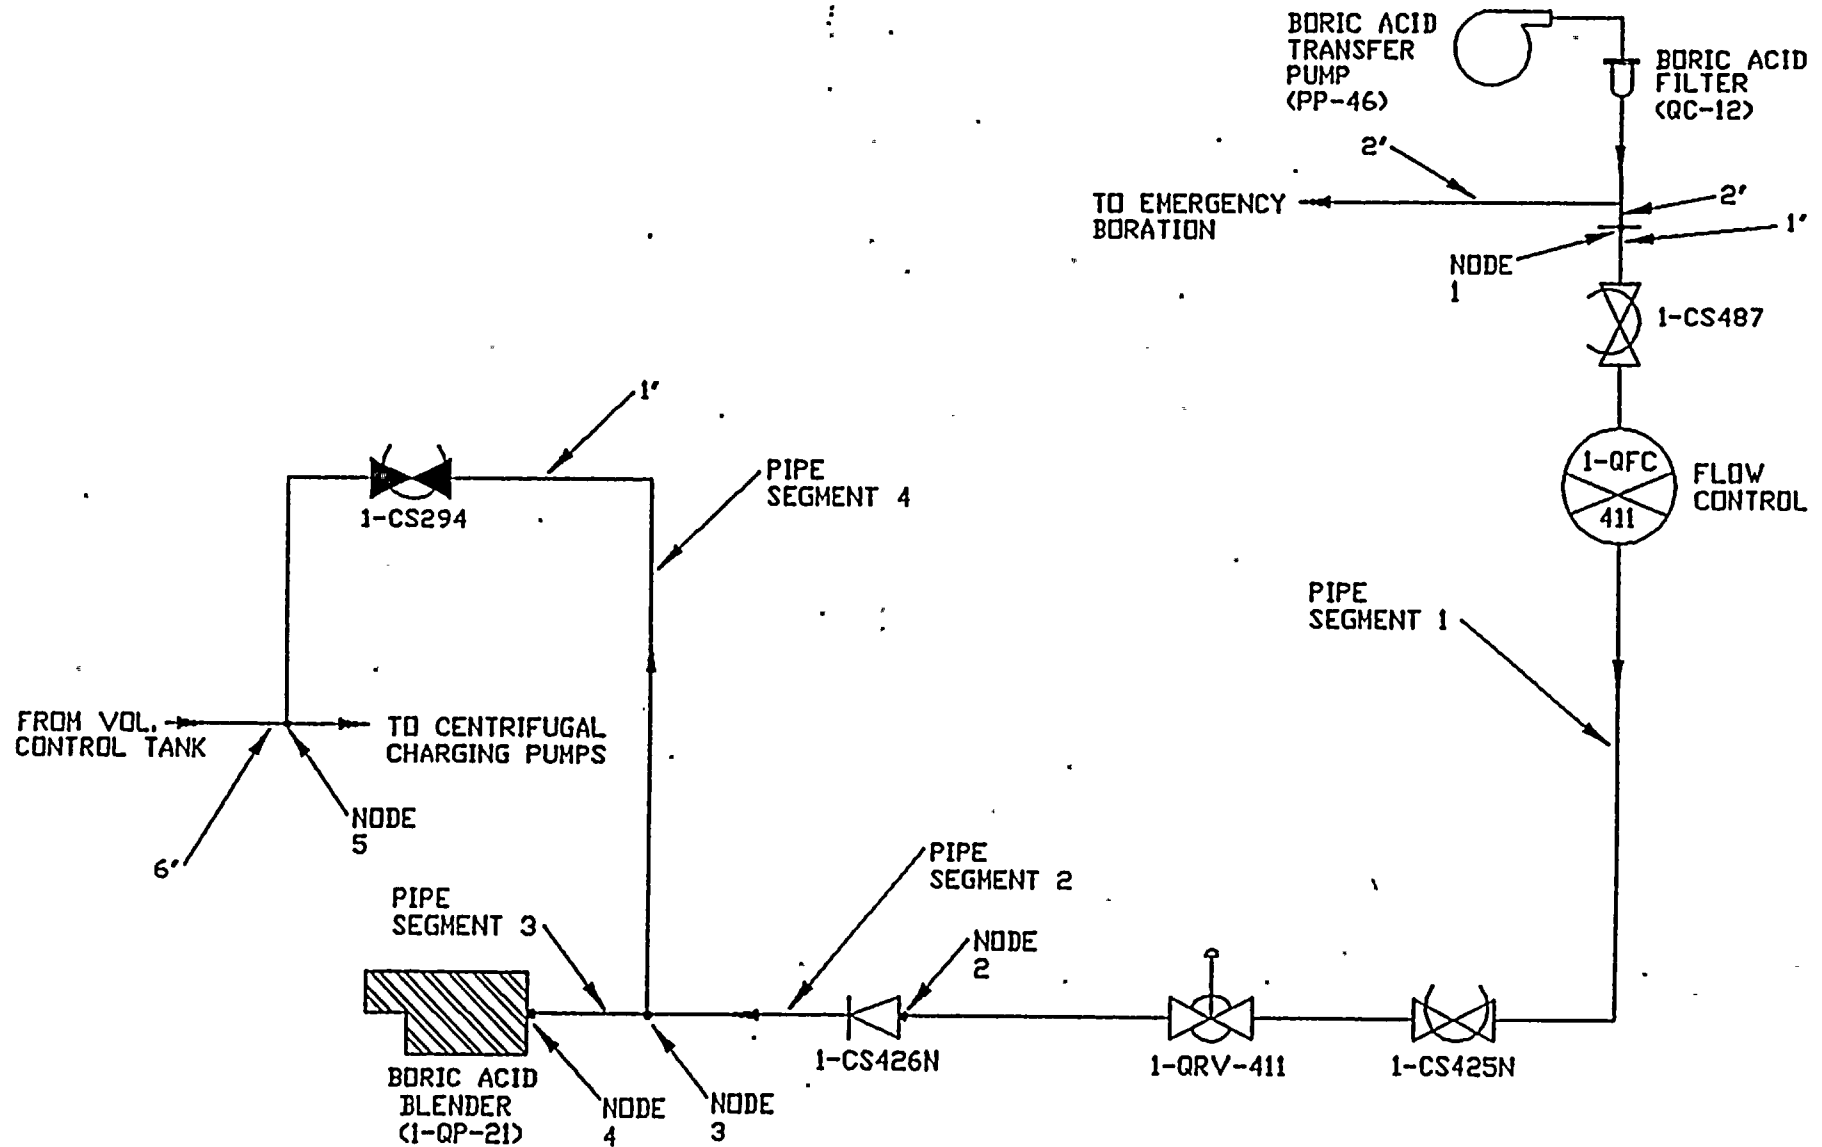 BORIC ACID
TRANSFER
PUMP
(PP-46)
BORIC ACID
FILTER
(QC-12)
2'
TO EMERGENCY
BORATION
2'
1'
NODE
1
1-CS487
1'
PIPE
SEGMENT 4
1-CS294
1-QFC
411
FLOW
CONTROL
PIPE
SEGMENT 1
FROM VOL.
CONTROL TANK
TO CENTRIFUGAL
CHARGING PUMPS
NODE
5
6'
PIPE
SEGMENT 2
PIPE
SEGMENT 3
NODE
2
1-CS426N
1-QRV-411
1-CS425N
BORIC ACID
BLENDER
(1-QP-21)
NODE
4
NODE
3